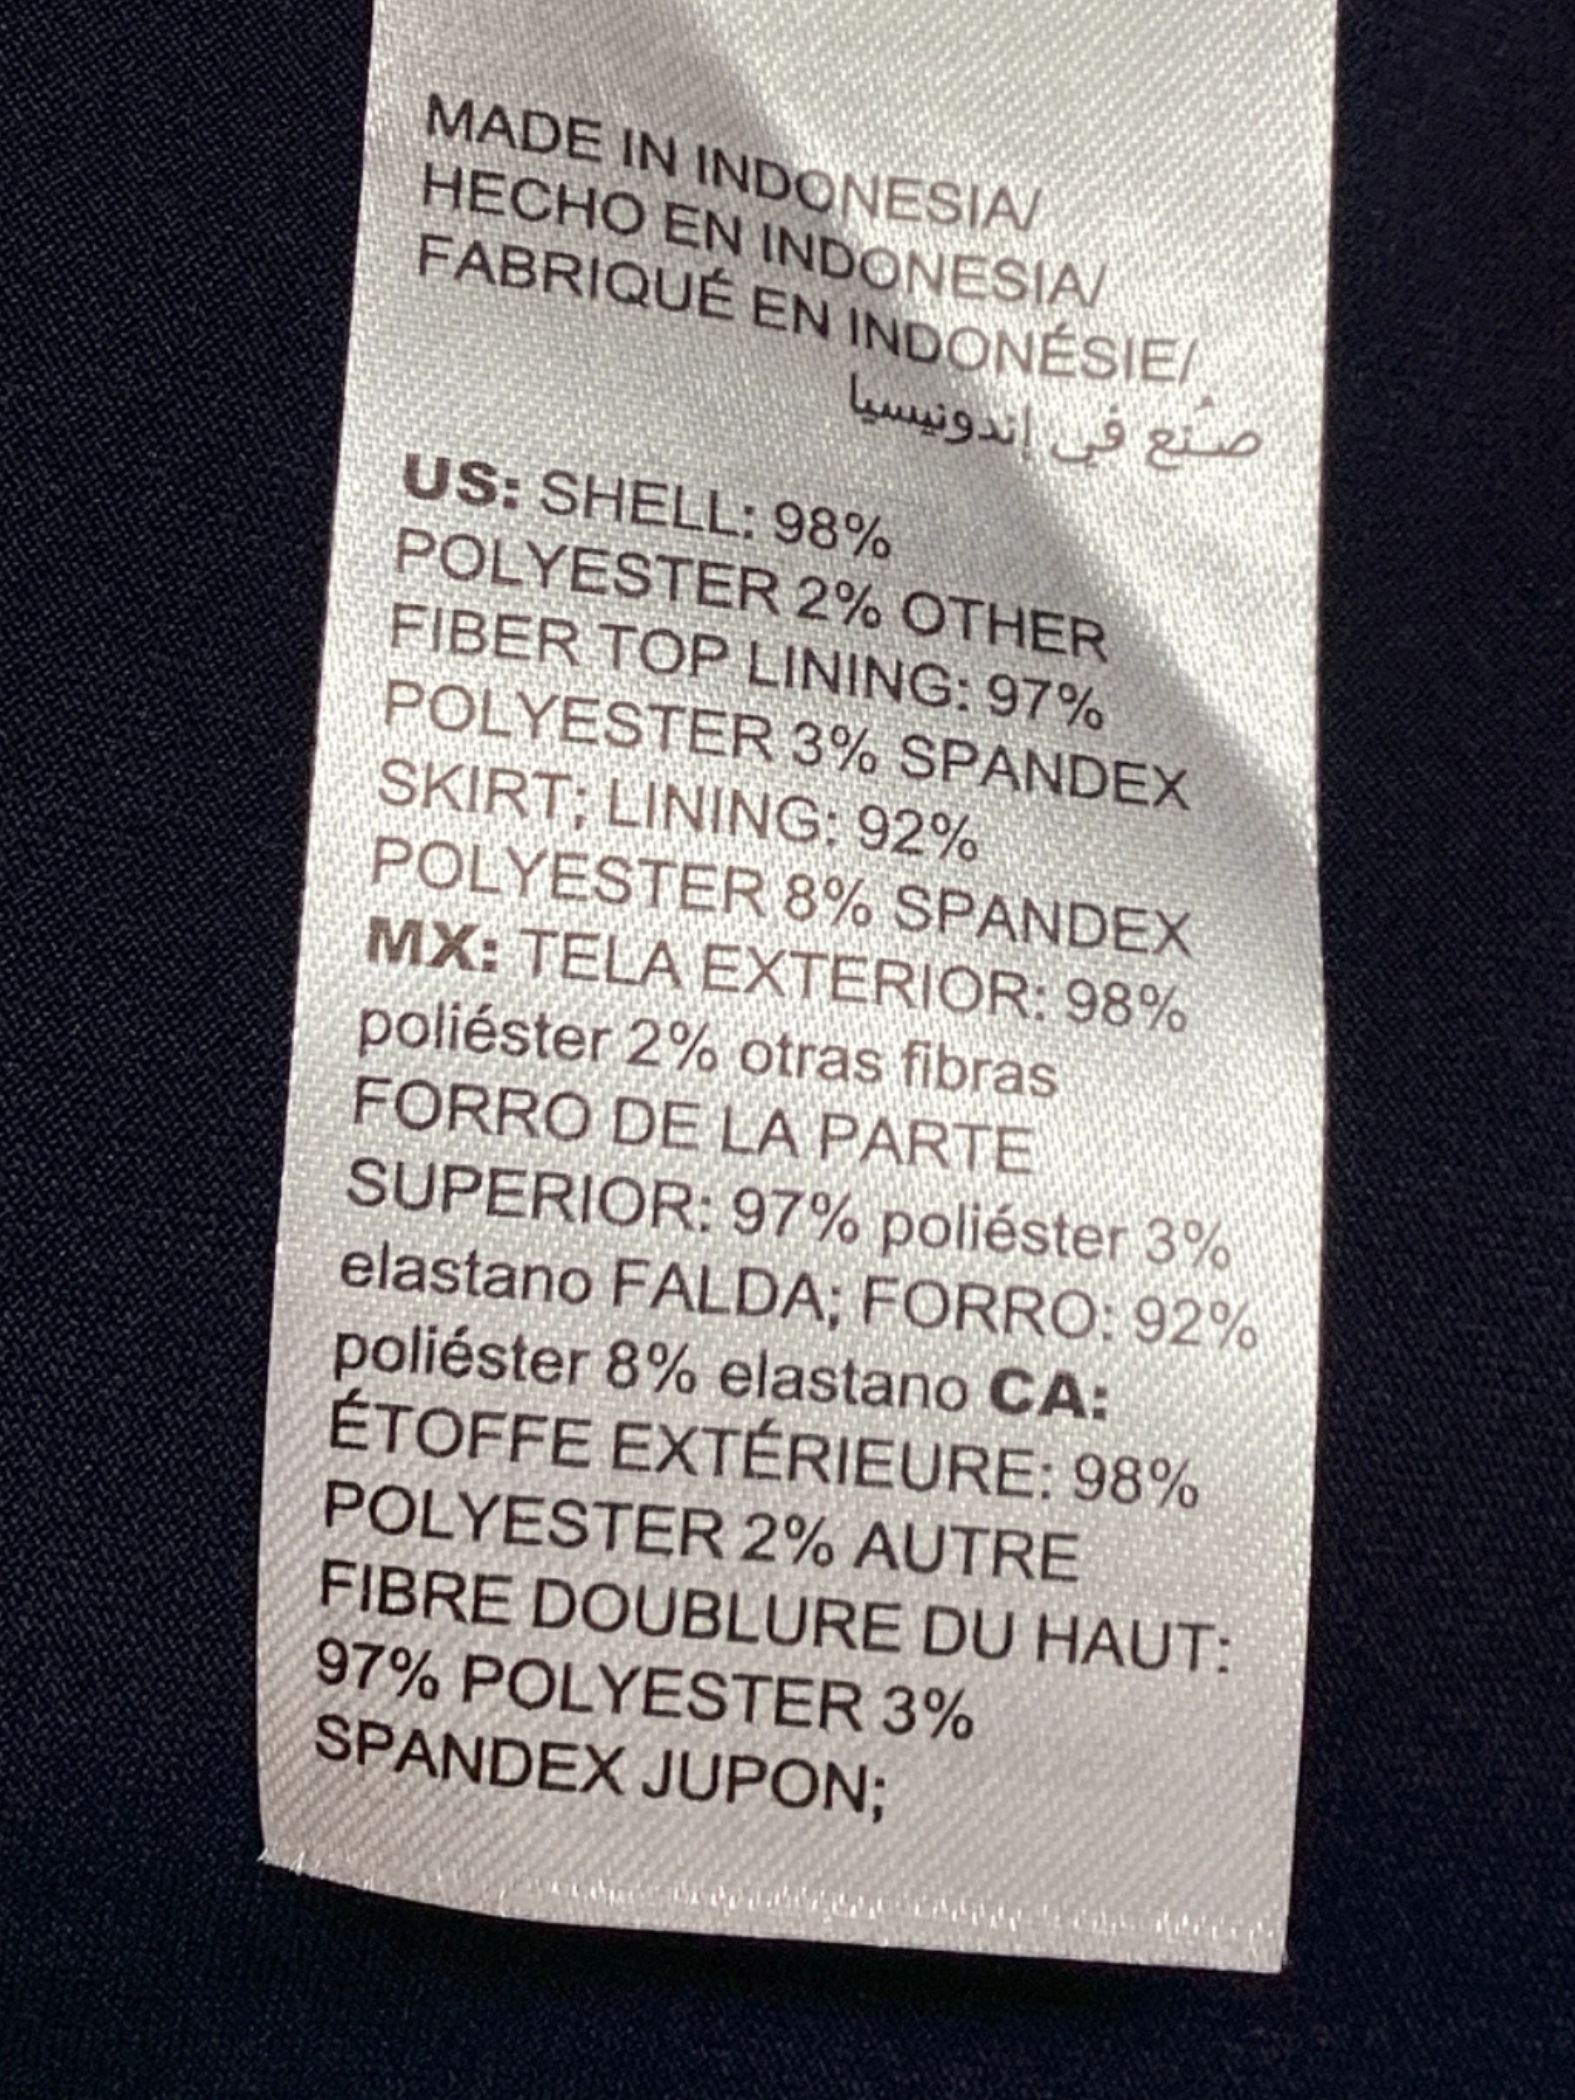 MADE IN INDONESIA/
HECHO EN INDONESIA/
FABRIQUÉ EN INDONÉSIE/
صُنع في إندونيسيا
US: SHELL: 98%
POLYESTER 2% OTHER
FIBER TOP LINING: 97%
POLYESTER 3% SPANDEX
SKIRT; LINING: 92%
POLYESTER 8% SPANDEX
MX: TELA EXTERIOR: 98%
poliéster 2% otras fibras
FORRO DE LA PARTE
SUPERIOR: 97% poliéster 3%
elastano FALDA; FORRO: 92%
poliéster 8% elastano CA:
ÉTOFFE EXTÉRIEURE: 98%
POLYESTER 2% AUTRE
FIBRE DOUBLURE DU HAUT:
97% POLYESTER 3%
SPANDEX JUPON;